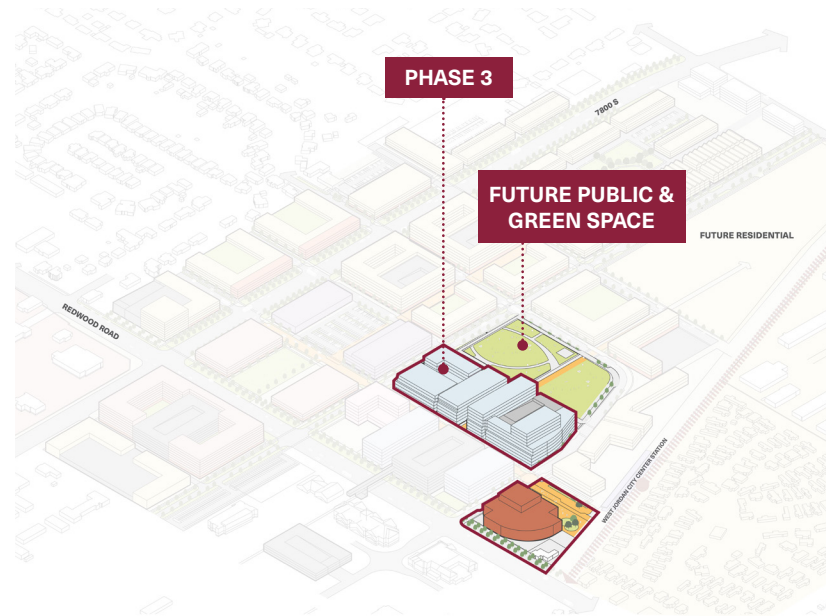 PHASE 3
7800 S
FUTURE PUBLIC &
GREEN SPACE
FUTURE RESIDENTIAL
REDWOOD ROAD
WEST JORDAN CITY CENTER STATION